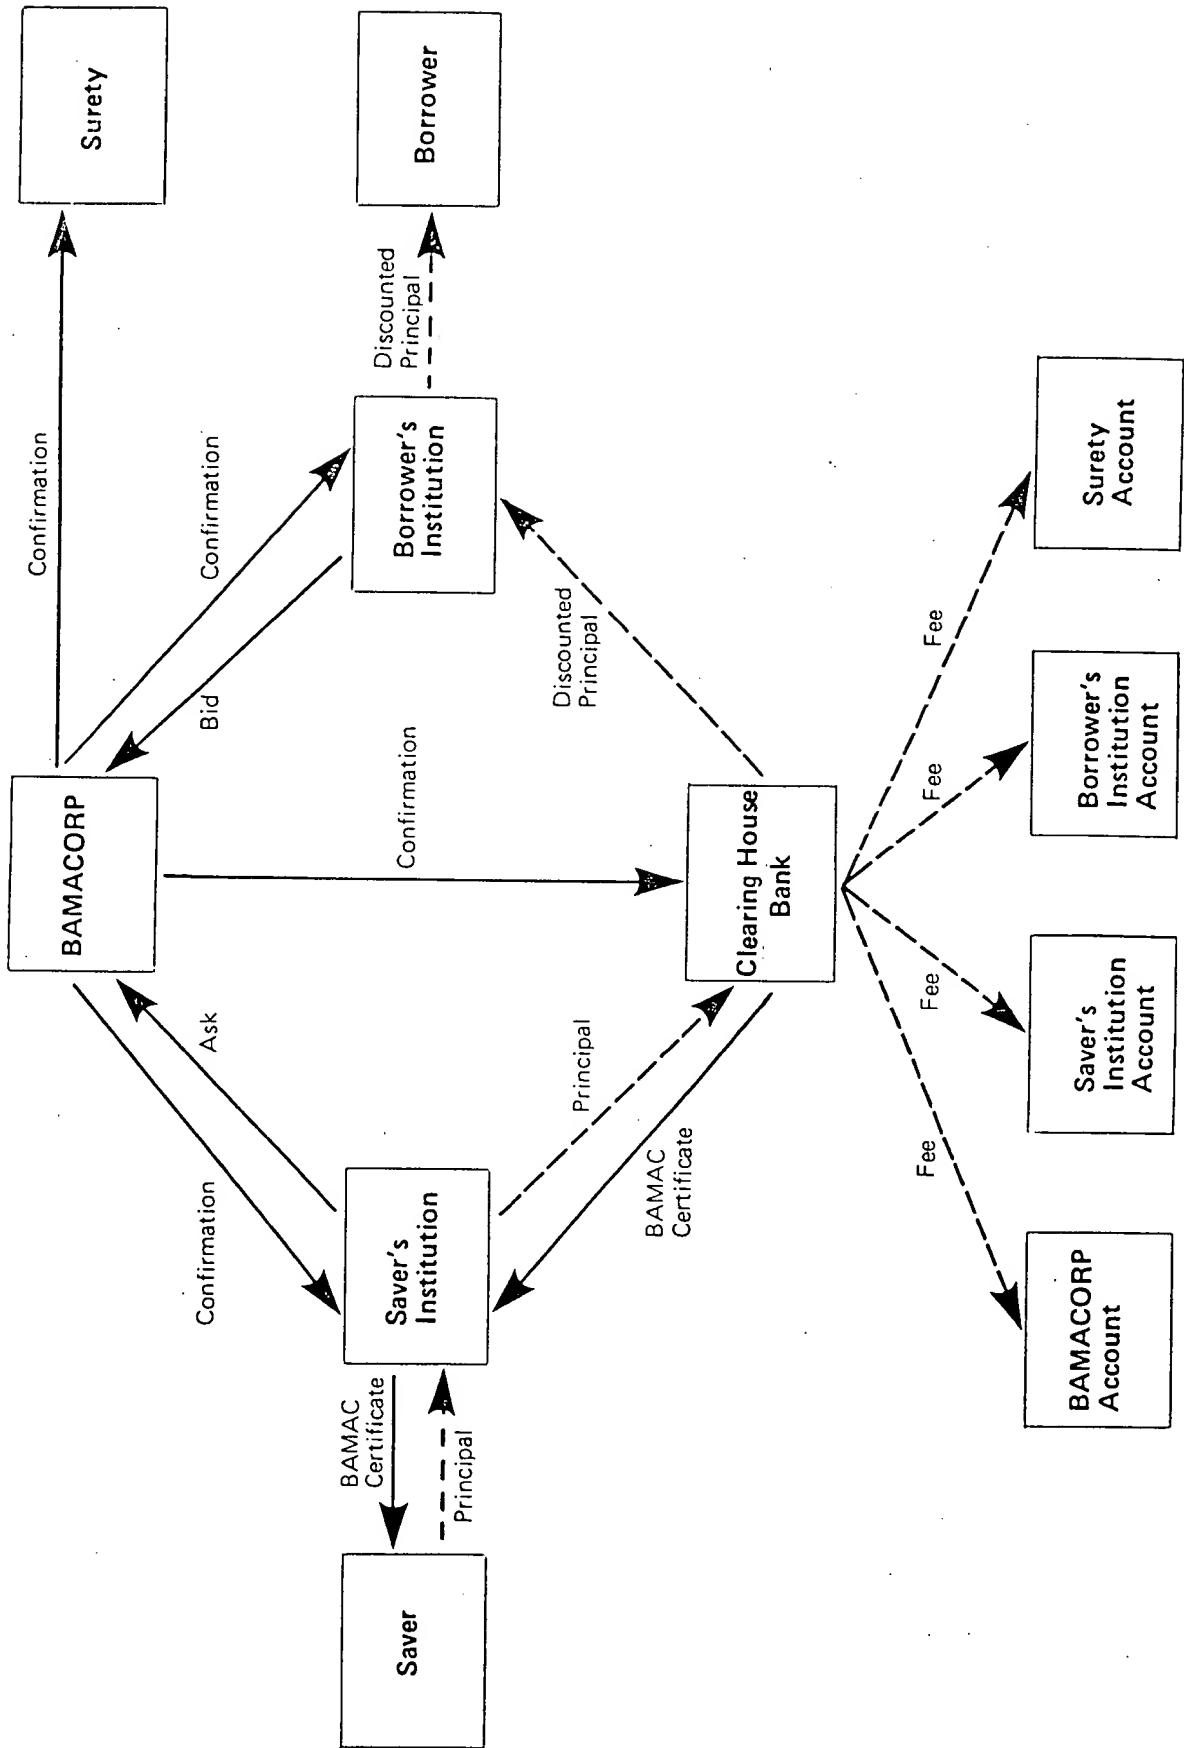 Surety
Confirmation
BAMACORP
Confirmation
Bid
Ask
Confirmation
Borrower
Discounted
Principal
Borrower's
Institution
Confirmation
Discounted
Principal
Saver's
Institution
BAMAC
Certificate
Principal
Saver
Principal
BAMAC
Certificate
Clearing House
Bank
Fee
Fee
Fee
Fee
BAMACORP
Account
Saver's
Institution
Account
Borrower's
Institution
Account
Surety
Account